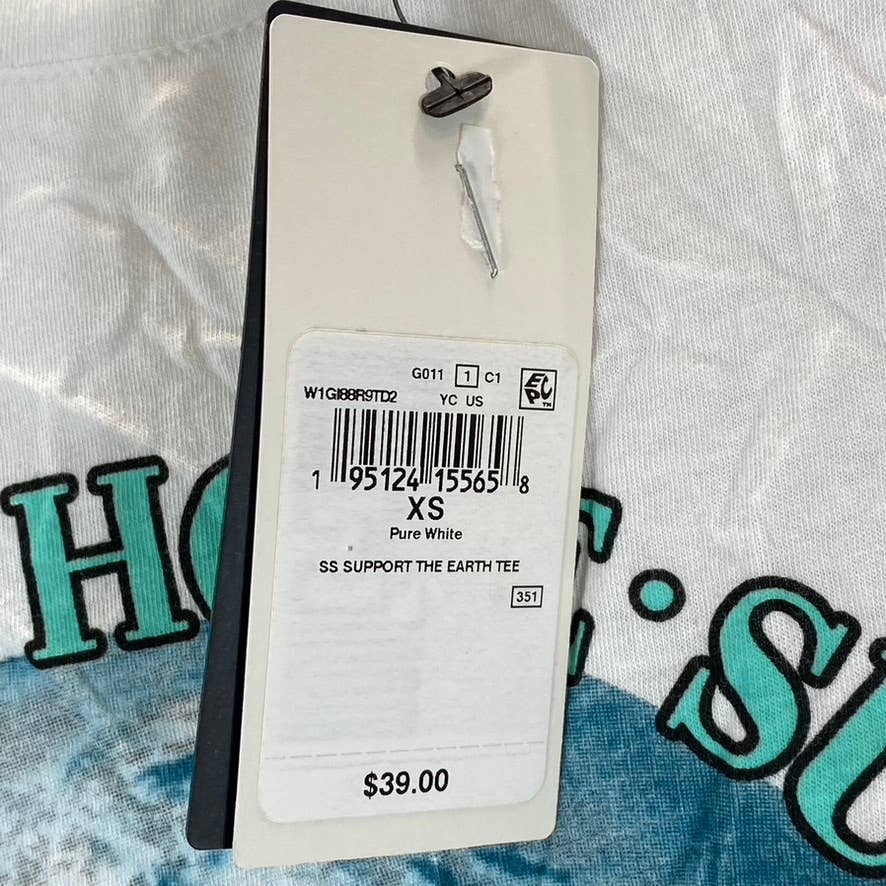 G011 1 C1
EPC™
W1GI88R9TD2
YC US
1 95124 15565 8
XS
Pure White
SS SUPPORT THE EARTH TEE
351
$39.00